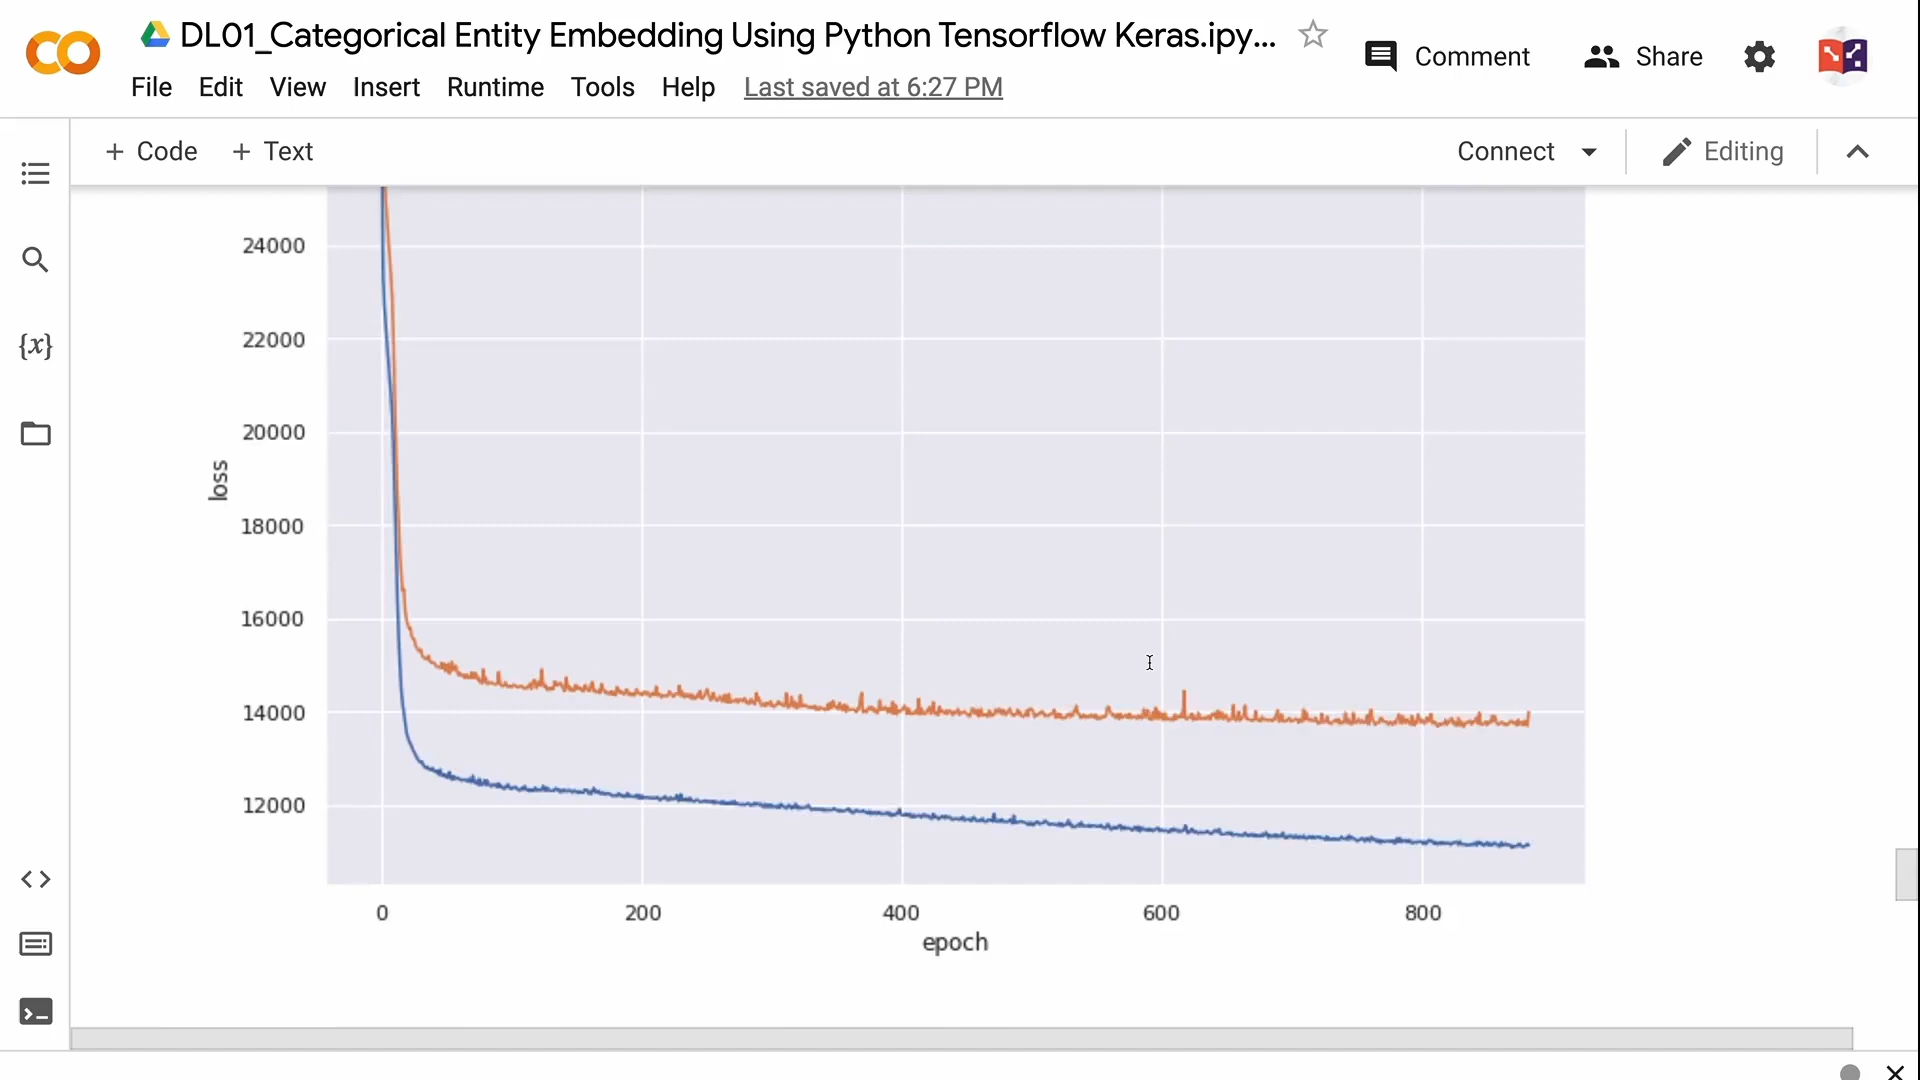 DL01_Categorical Entity Embedding Using Python Tensorflow Keras.ipy...
Comment
Share
File Edit View Insert Runtime Tools Help Last saved at 6:27 PM
+ Code + Text
Connect
Editing
{x}
24000
22000
20000
18000
16000
14000
12000
loss
0 200 400 600 800
epoch